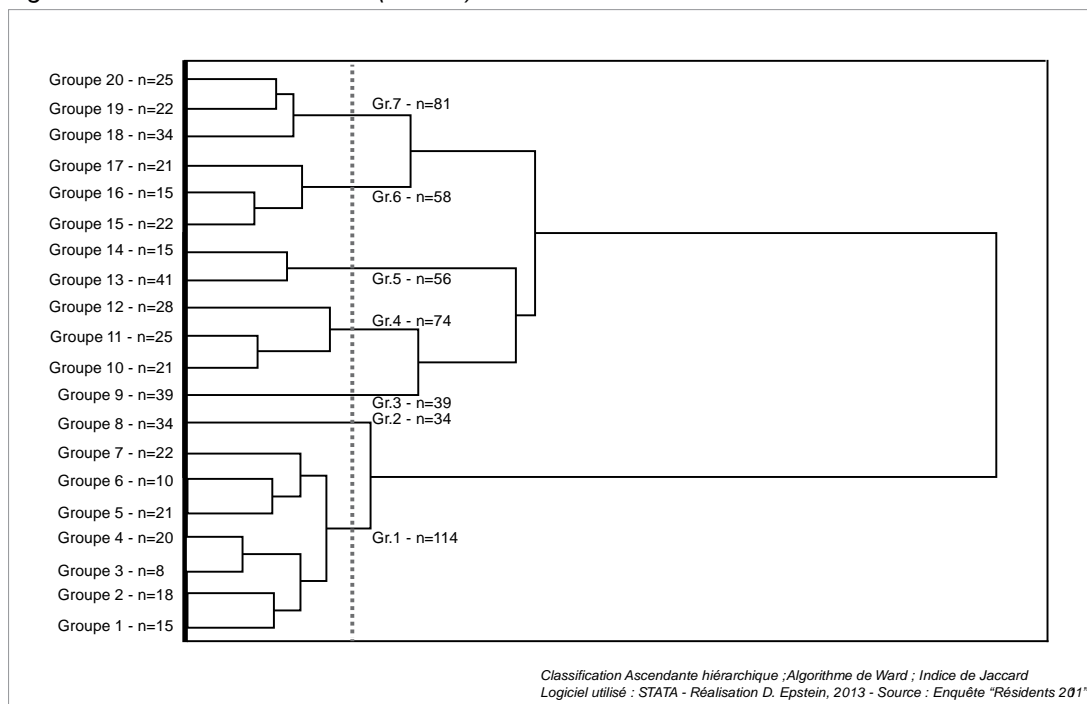 Groupe 20 - n=25
Groupe 19 - n=22
Groupe 18 - n=34
Groupe 17 - n=21
Groupe 16 - n=15
Groupe 15 - n=22
Groupe 14 - n=15
Groupe 13 - n=41
Groupe 12 - n=28
Groupe 11 - n=25
Groupe 10 - n=21
Groupe 9 - n=39
Groupe 8 - n=34
Groupe 7 - n=22
Groupe 6 - n=10
Groupe 5 - n=21
Groupe 4 - n=20
Groupe 3 - n=8
Groupe 2 - n=18
Groupe 1 - n=15
Gr.7 - n=81
Gr.6 - n=58
Gr.5 - n=56
Gr.4 - n=74
Gr.3 - n=39
Gr.2 - n=34
Gr.1 - n=114
Classification Ascendante hiérarchique ;Algorithme de Ward ; Indice de Jaccard
Logiciel utilisé : STATA - Réalisation D. Epstein, 2013 - Source : Enquête “Résidents